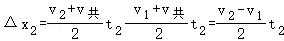 △x₂=(v₂+v共)/2 t₂ (v₁+v共)/2 t₂=(v₂-v₁)/2 t₂